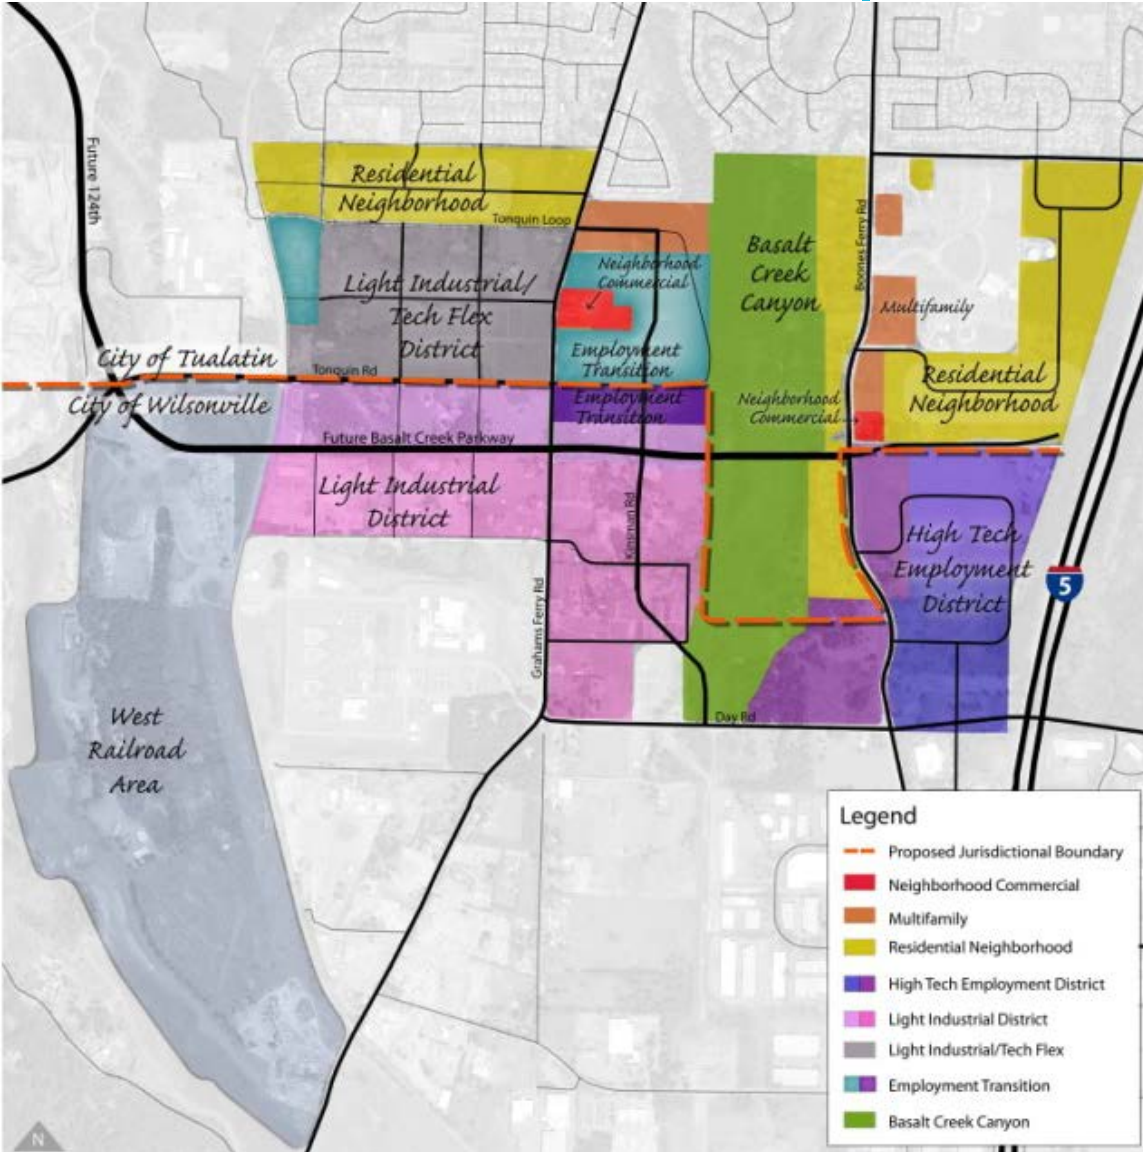 Future 124th
Residential
Neighborhood
Tonquin Loop
Light Industrial/
Tech Flex
District
Neighborhood
Commercial
Employment
Transition
Basalt
Creek
Canyon
Boones Ferry Rd
Multifamily
City of Tualatin
Tonquin Rd
City of Wilsonville
Employment
Transition
Neighborhood
Commercial
Residential
Neighborhood
Future Basalt Creek Parkway
Light Industrial
District
Kinsman Rd
High Tech
Employment
District
5
Grahams Ferry Rd
West
Railroad
Area
Day Rd
Legend
Proposed Jurisdictional Boundary
Neighborhood Commercial
Multifamily
Residential Neighborhood
High Tech Employment District
Light Industrial District
Light Industrial/Tech Flex
Employment Transition
Basalt Creek Canyon
N